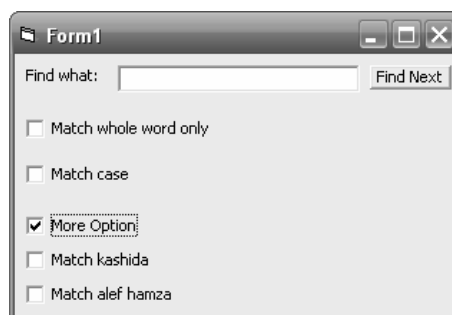 Form1
Find what: Find Next
Match whole word only
Match case
More Option
Match kashida
Match alef hamza